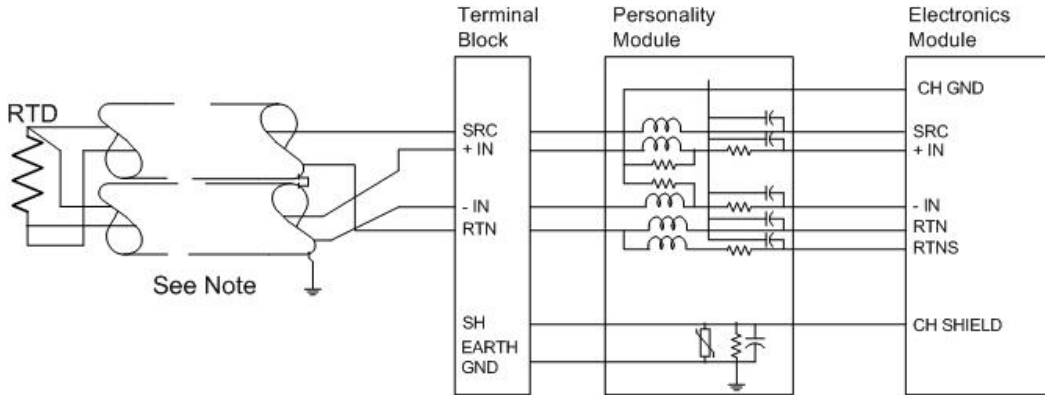 Terminal
Block
Personality
Module
Electronics
Module
RTD
See Note
SRC
+ IN
- IN
RTN
SH
EARTH
GND
CH GND
SRC
+ IN
- IN
RTN
RTNS
CH SHIELD